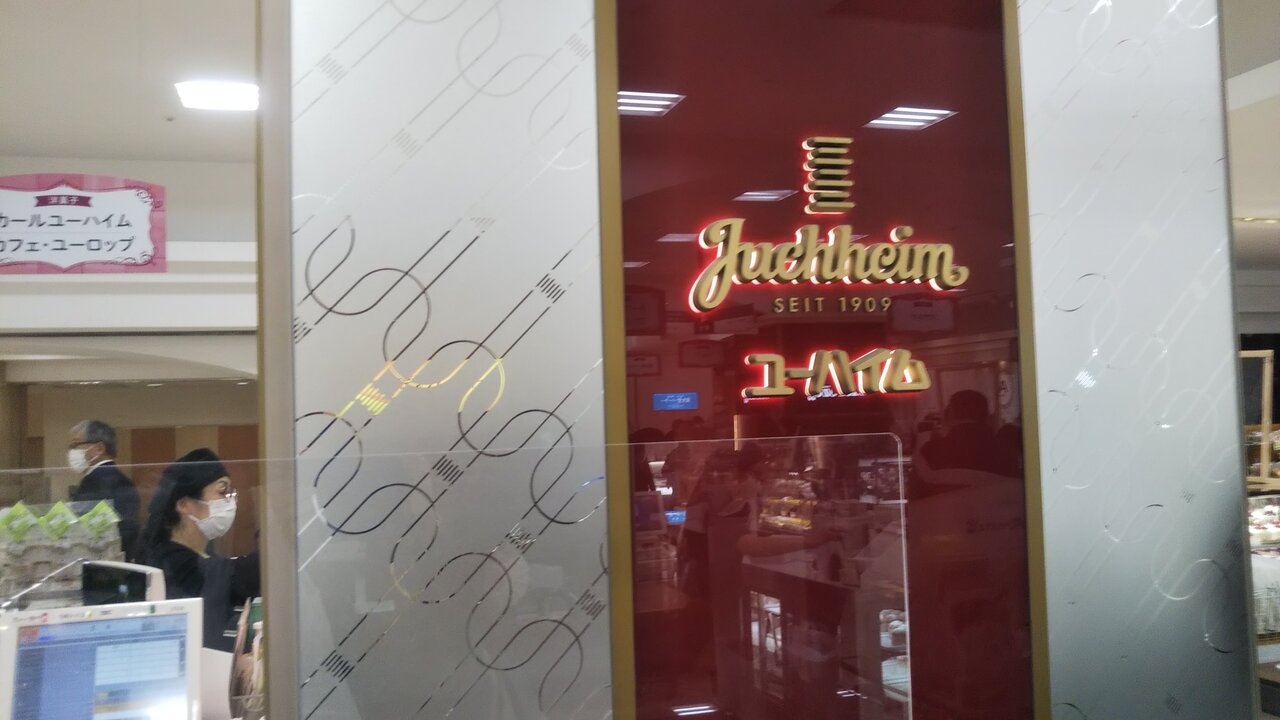 洋菓子
カールユーハイム
カフェ・ユーロップ
Juchheim
SEIT 1909
ユーハイム